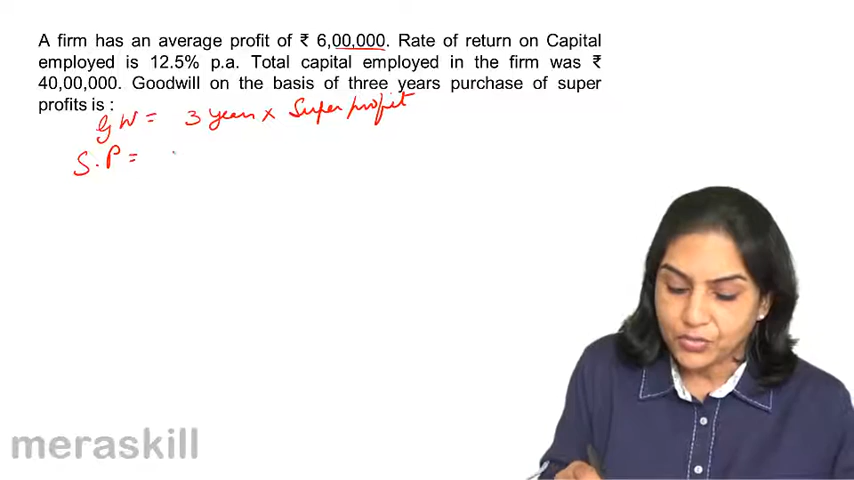 A firm has an average profit of ₹ 6,00,000. Rate of return on Capital
employed is 12.5% p.a. Total capital employed in the firm was ₹
40,00,000. Goodwill on the basis of three years purchase of super
profits is :
GW = 3 years x Super profit
S.P =
meraskill